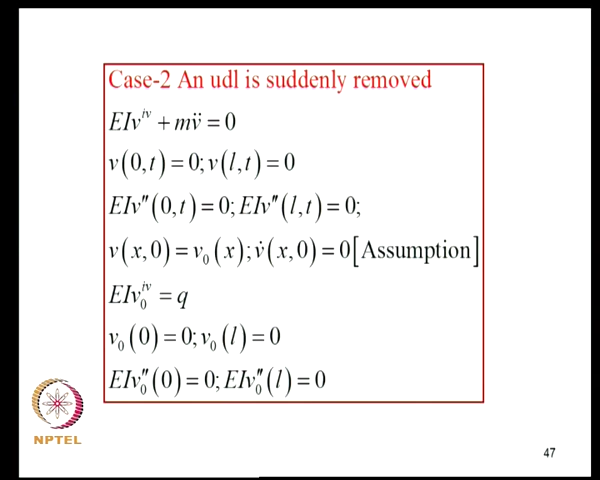 Case-2 An udl is suddenly removed
EIv^{iv} + mv̈ = 0
v(0,t) = 0; v(l,t) = 0
EIv″(0,t) = 0; EIv″(l,t) = 0;
v(x,0) = v₀(x); v̇(x,0) = 0[Assumption]
EIv₀^{iv} = q
v₀(0) = 0; v₀(l) = 0
EIv₀″(0) = 0; EIv₀″(l) = 0
NPTEL
47